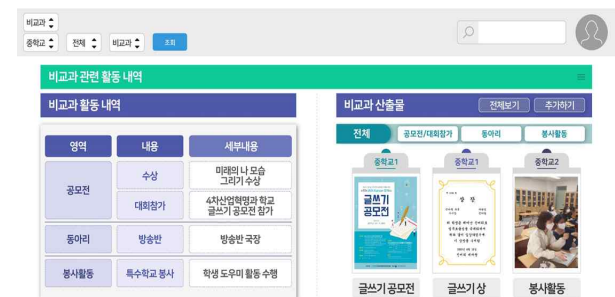 비교과
중학교 전체 비교과 조회
비교과 관련 활동 내역
비교과 활동 내역
영역 내용 세부내용
공모전 수상 미래의 나 모습
그리기 수상
대회참가 4차산업혁명과 학교
글쓰기 공모전 참가
동아리 방송반 방송반 국장
봉사활동 특수학교 봉사 학생 도우미 활동 수행
비교과 산출물 전체보기 추가하기
전체 공모전/대회참가 동아리 봉사활동
중학교1 중학교1 중학교2
글쓰기
공모전
상 장
글쓰기 공모전 글쓰기 상 봉사활동